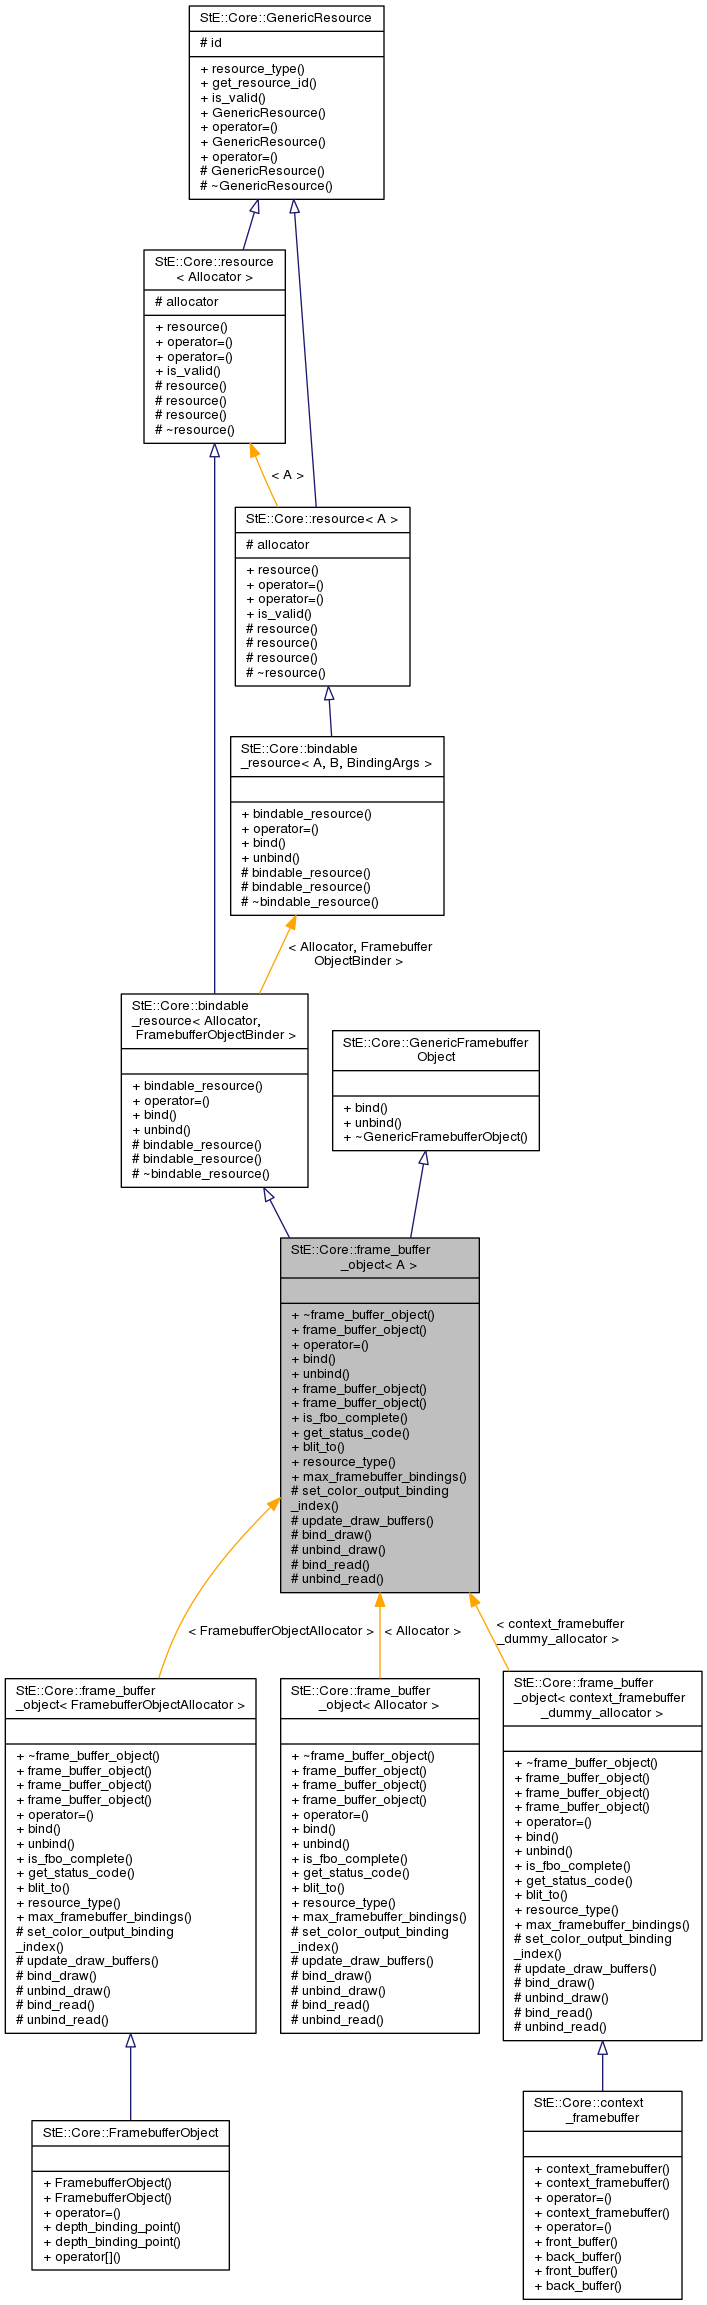 StE::Core::GenericResource
# id
+ resource_type()
+ get_resource_id()
+ is_valid()
+ GenericResource()
+ operator=()
+ GenericResource()
+ operator=()
# GenericResource()
# ~GenericResource()
StE::Core::resource
< Allocator >
# allocator
+ resource()
+ operator=()
+ operator=()
+ is_valid()
# resource()
# resource()
# resource()
# ~resource()
< A >
StE::Core::resource< A >
# allocator
+ resource()
+ operator=()
+ operator=()
+ is_valid()
# resource()
# resource()
# resource()
# ~resource()
StE::Core::bindable
_resource< A, B, BindingArgs >
+ bindable_resource()
+ operator=()
+ bind()
+ unbind()
# bindable_resource()
# bindable_resource()
# ~bindable_resource()
< Allocator, Framebuffer
ObjectBinder >
StE::Core::bindable
_resource< Allocator,
FramebufferObjectBinder >
+ bindable_resource()
+ operator=()
+ bind()
+ unbind()
# bindable_resource()
# bindable_resource()
# ~bindable_resource()
StE::Core::GenericFramebuffer
Object
+ bind()
+ unbind()
+ ~GenericFramebufferObject()
StE::Core::frame_buffer
_object< A >
+ ~frame_buffer_object()
+ frame_buffer_object()
+ operator=()
+ bind()
+ unbind()
+ frame_buffer_object()
+ frame_buffer_object()
+ is_fbo_complete()
+ get_status_code()
+ blit_to()
+ resource_type()
+ max_framebuffer_bindings()
# set_color_output_binding
_index()
# update_draw_buffers()
# bind_draw()
# unbind_draw()
# bind_read()
# unbind_read()
< FramebufferObjectAllocator >
< Allocator >
< context_framebuffer
_dummy_allocator >
StE::Core::frame_buffer
_object< FramebufferObjectAllocator >
+ ~frame_buffer_object()
+ frame_buffer_object()
+ frame_buffer_object()
+ frame_buffer_object()
+ operator=()
+ bind()
+ unbind()
+ is_fbo_complete()
+ get_status_code()
+ blit_to()
+ resource_type()
+ max_framebuffer_bindings()
# set_color_output_binding
_index()
# update_draw_buffers()
# bind_draw()
# unbind_draw()
# bind_read()
# unbind_read()
StE::Core::frame_buffer
_object< Allocator >
+ ~frame_buffer_object()
+ frame_buffer_object()
+ frame_buffer_object()
+ frame_buffer_object()
+ operator=()
+ bind()
+ unbind()
+ is_fbo_complete()
+ get_status_code()
+ blit_to()
+ resource_type()
+ max_framebuffer_bindings()
# set_color_output_binding
_index()
# update_draw_buffers()
# bind_draw()
# unbind_draw()
# bind_read()
# unbind_read()
StE::Core::frame_buffer
_object< context_framebuffer
_dummy_allocator >
+ ~frame_buffer_object()
+ frame_buffer_object()
+ frame_buffer_object()
+ frame_buffer_object()
+ operator=()
+ bind()
+ unbind()
+ is_fbo_complete()
+ get_status_code()
+ blit_to()
+ resource_type()
+ max_framebuffer_bindings()
# set_color_output_binding
_index()
# update_draw_buffers()
# bind_draw()
# unbind_draw()
# bind_read()
# unbind_read()
StE::Core::FramebufferObject
+ FramebufferObject()
+ FramebufferObject()
+ operator=()
+ depth_binding_point()
+ depth_binding_point()
+ operator[]()
StE::Core::context
_framebuffer
+ context_framebuffer()
+ context_framebuffer()
+ operator=()
+ context_framebuffer()
+ operator=()
+ front_buffer()
+ back_buffer()
+ front_buffer()
+ back_buffer()